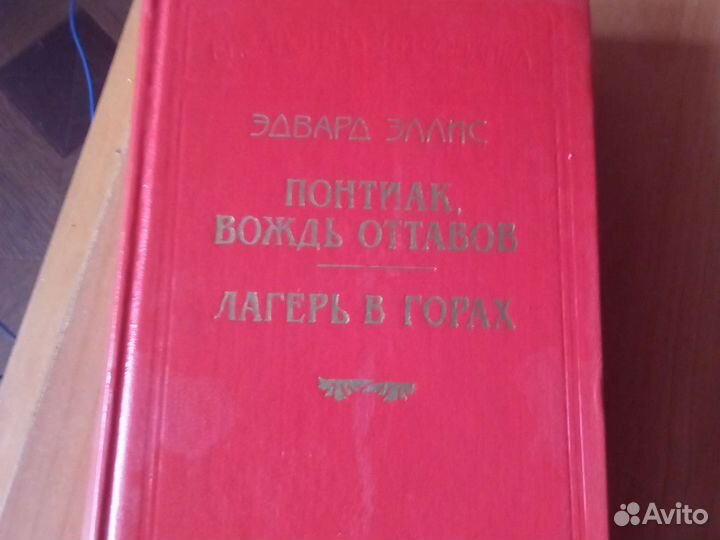 ЭДВАРД ЭЛЛИС
ПОНТИАК,
ВОЖДЬ ОТТАВОВ
ЛАГЕРЬ В ГОРАХ
Avito